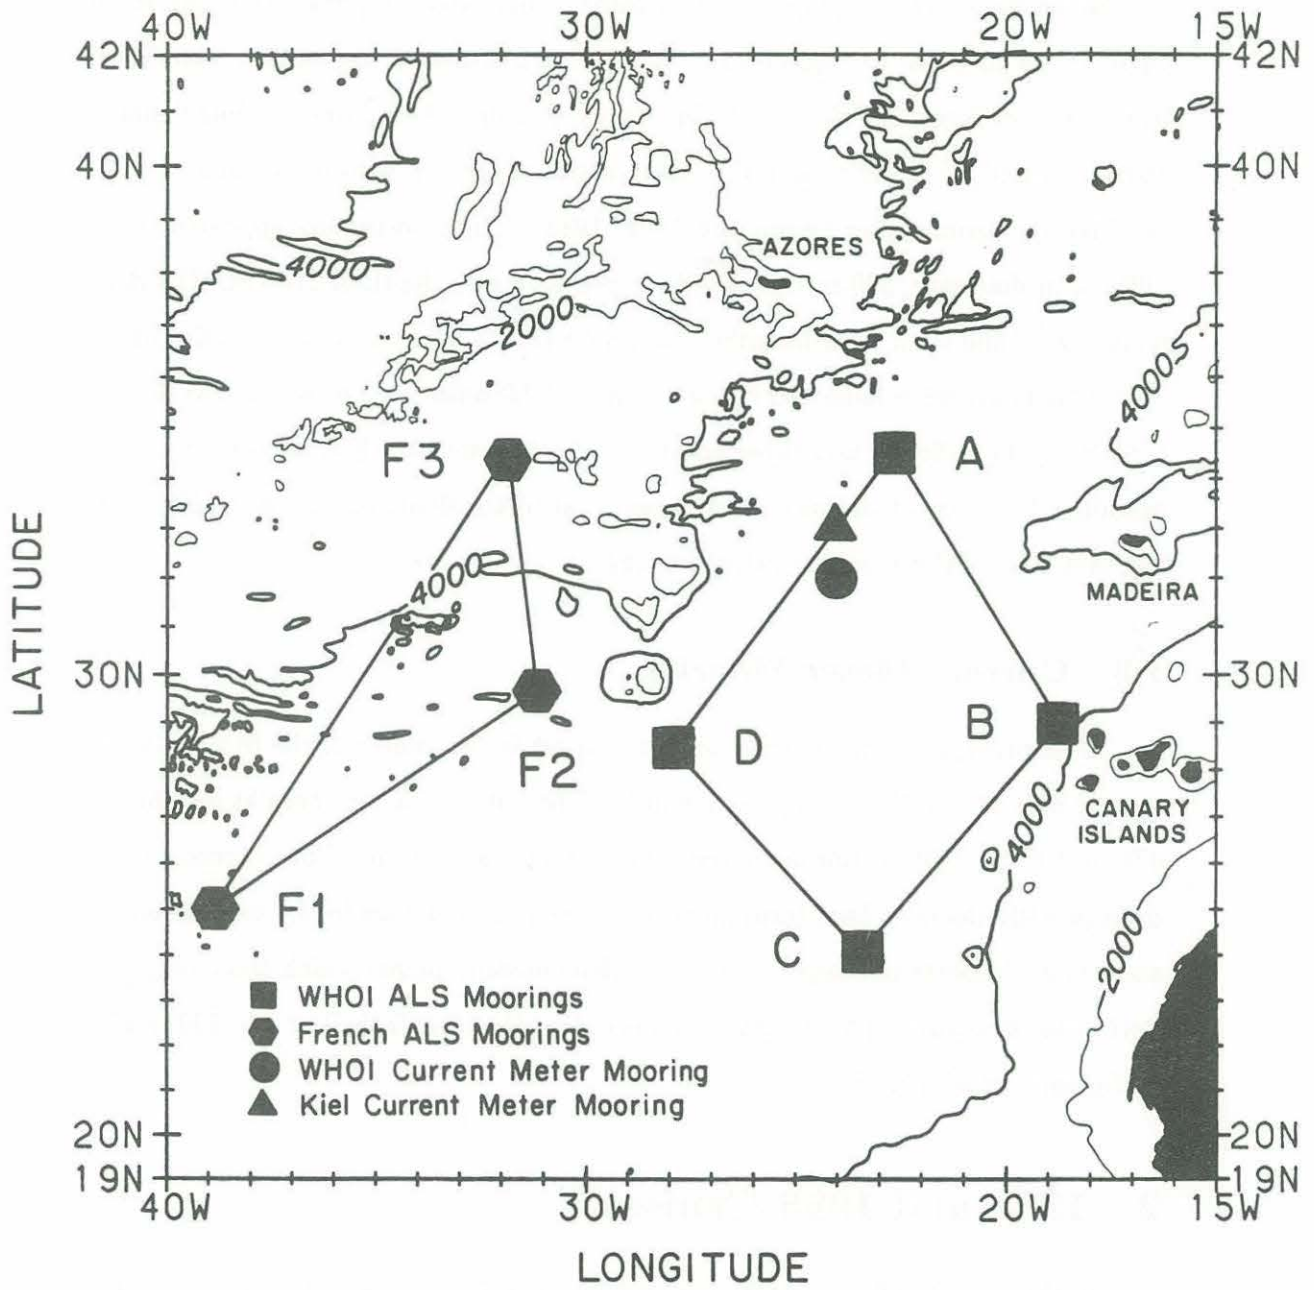 40W 30W 20W 15W
42N 42N
40N 40N
AZORES
4000
2000
4000
F3 A
4000
MADEIRA
LATITUDE
30N 30N
B
D
F2
4000
CANARY
ISLANDS
F1
C
2000
WHOI ALS Moorings
French ALS Moorings
WHOI Current Meter Mooring
Kiel Current Meter Mooring
20N 20N
19N 19N
40W 30W 20W 15W
LONGITUDE